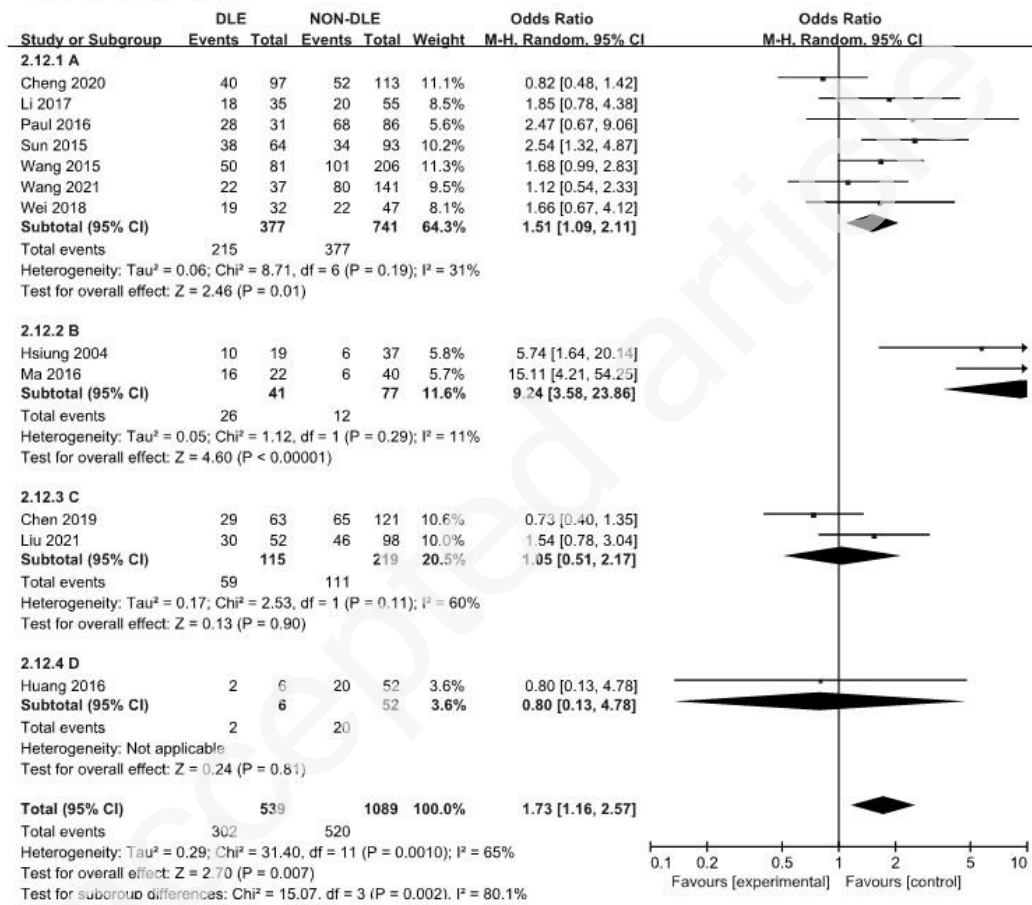 DLE NON-DLE Odds Ratio Odds Ratio
Study or Subgroup Events Total Events Total Weight M-H, Random, 95% CI M-H, Random, 95% CI
2.12.1 A
Cheng 2020 40 97 52 113 11.1% 0.82 [0.48, 1.42]
Li 2017 18 35 20 55 8.5% 1.85 [0.78, 4.38]
Paul 2016 28 31 68 86 5.6% 2.47 [0.67, 9.06]
Sun 2015 38 64 34 93 10.2% 2.54 [1.32, 4.87]
Wang 2015 50 81 101 206 11.3% 1.68 [0.99, 2.83]
Wang 2021 22 37 80 141 9.5% 1.12 [0.54, 2.33]
Wei 2018 19 32 22 47 8.1% 1.66 [0.67, 4.12]
Subtotal (95% CI) 377 741 64.3% 1.51 [1.09, 2.11]
Total events 215 377
Heterogeneity: Tau² = 0.06; Chi² = 8.71, df = 6 (P = 0.19); I² = 31%
Test for overall effect: Z = 2.46 (P = 0.01)
2.12.2 B
Hsiung 2004 10 19 6 37 5.8% 5.74 [1.64, 20.14]
Ma 2016 16 22 6 40 5.7% 15.11 [4.21, 54.25]
Subtotal (95% CI) 41 77 11.6% 9.24 [3.58, 23.86]
Total events 26 12
Heterogeneity: Tau² = 0.05; Chi² = 1.12, df = 1 (P = 0.29); I² = 11%
Test for overall effect: Z = 4.60 (P < 0.00001)
2.12.3 C
Chen 2019 29 63 65 121 10.6% 0.73 [0.40, 1.35]
Liu 2021 30 52 46 98 10.0% 1.54 [0.78, 3.04]
Subtotal (95% CI) 115 219 20.5% 1.05 [0.51, 2.17]
Total events 59 111
Heterogeneity: Tau² = 0.17; Chi² = 2.53, df = 1 (P = 0.11); I² = 60%
Test for overall effect: Z = 0.13 (P = 0.90)
2.12.4 D
Huang 2016 2 6 20 52 3.6% 0.80 [0.13, 4.78]
Subtotal (95% CI) 6 52 3.6% 0.80 [0.13, 4.78]
Total events 2 20
Heterogeneity: Not applicable
Test for overall effect: Z = 0.24 (P = 0.81)
Total (95% CI) 539 1089 100.0% 1.73 [1.16, 2.57]
Total events 302 520
Heterogeneity: Tau² = 0.29; Chi² = 31.40, df = 11 (P = 0.0010); I² = 65%
Test for overall effect: Z = 2.70 (P = 0.007)
Test for subgroup differences: Chi² = 15.07, df = 3 (P = 0.002), I² = 80.1%
0.1 0.2 0.5 1 2 5 10
Favours [experimental] Favours [control]
Accepted article